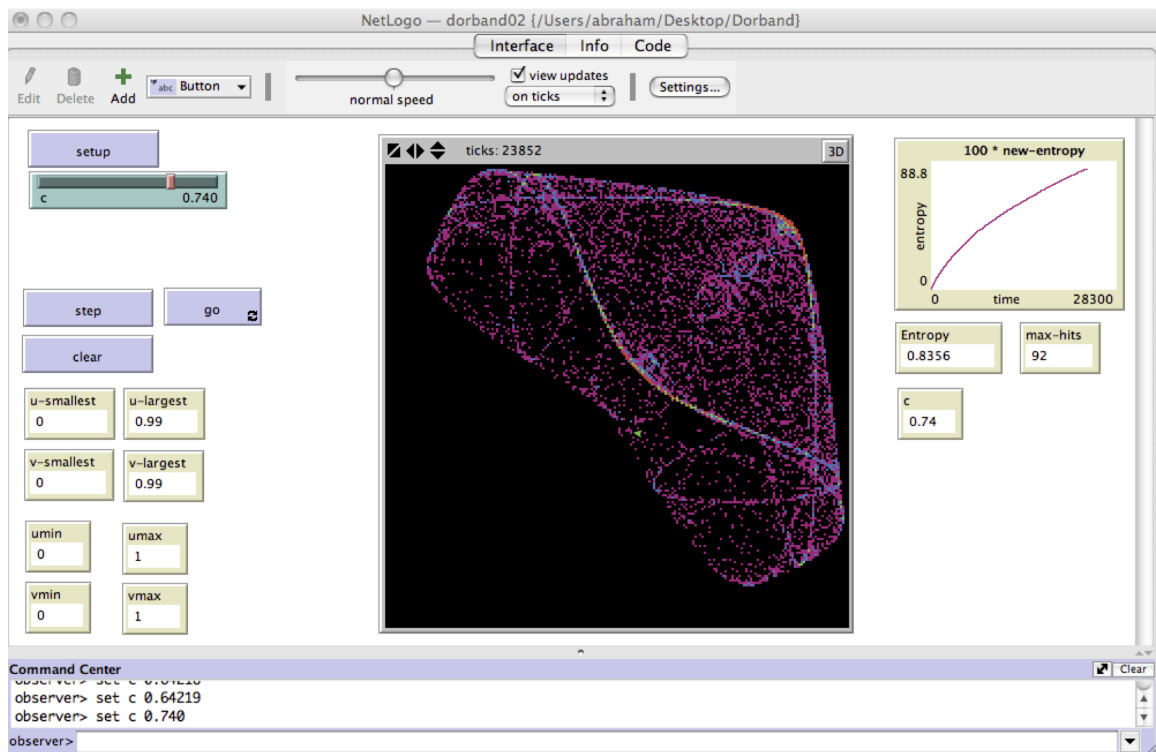 NetLogo — dorband02 {/Users/abraham/Desktop/Dorband}
Interface Info Code
Edit Delete Add abc Button
normal speed
view updates
on ticks
Settings...
setup
c 0.740
step go
clear
u-smallest u-largest
0 0.99
v-smallest v-largest
0 0.99
umin umax
0 1
vmin vmax
0 1
ticks: 23852 3D
100 * new-entropy
88.8
entropy
0
0 time 28300
Entropy max-hits
0.8356 92
c
0.74
Command Center Clear
observer> set c 0.64219
observer> set c 0.740
observer>